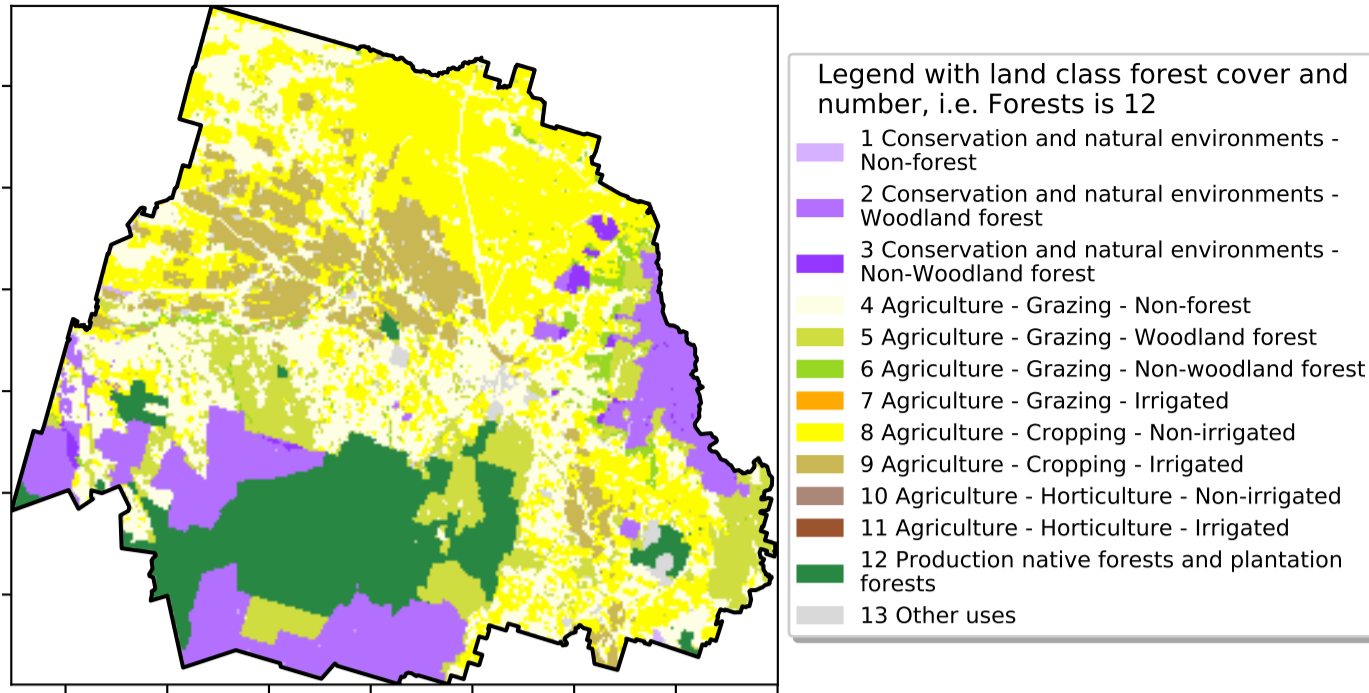 Legend with land class forest cover and
number, i.e. Forests is 12
1 Conservation and natural environments -
Non-forest
2 Conservation and natural environments -
Woodland forest
3 Conservation and natural environments -
Non-Woodland forest
4 Agriculture - Grazing - Non-forest
5 Agriculture - Grazing - Woodland forest
6 Agriculture - Grazing - Non-woodland forest
7 Agriculture - Grazing - Irrigated
8 Agriculture - Cropping - Non-irrigated
9 Agriculture - Cropping - Irrigated
10 Agriculture - Horticulture - Non-irrigated
11 Agriculture - Horticulture - Irrigated
12 Production native forests and plantation
forests
13 Other uses